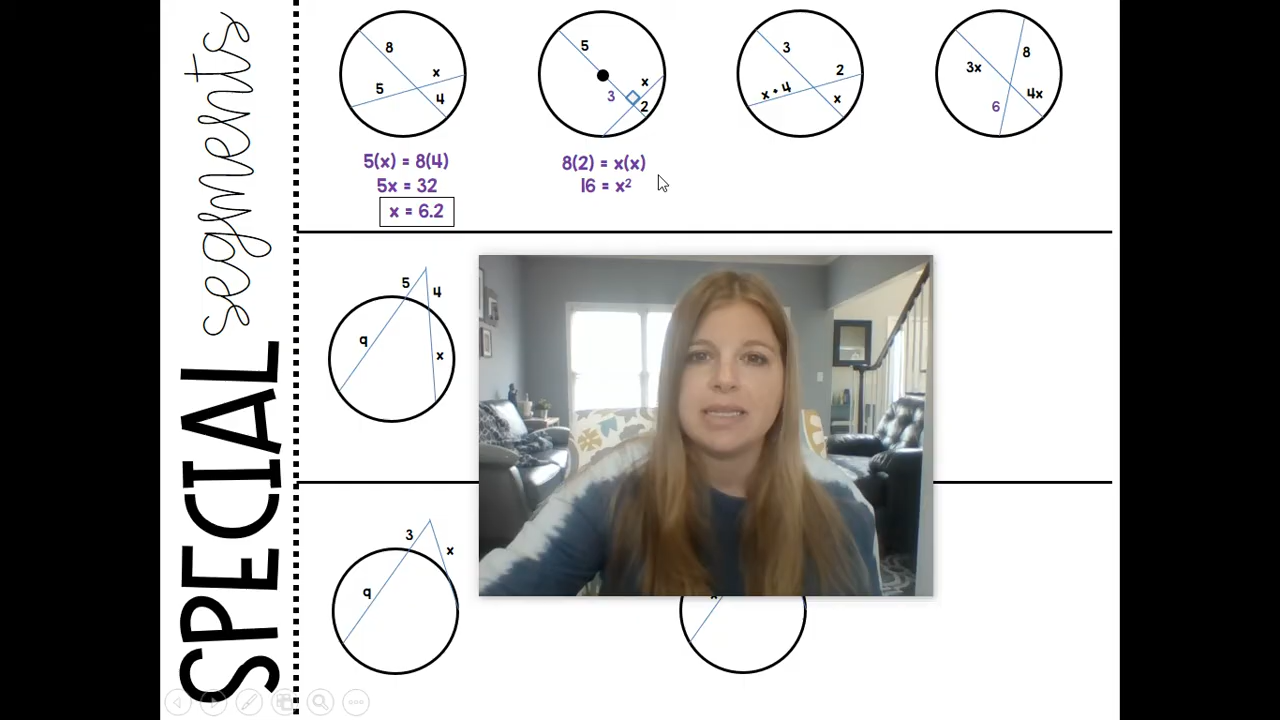 SPECIAL segments
8
x
5
4
5(x) = 8(4)
5x = 32
x = 6.2
5
x
3
2
8(2) = x(x)
16 = x²
3
2
x + 4
x
3x
8
4x
6
5
4
9
x
3
x
9